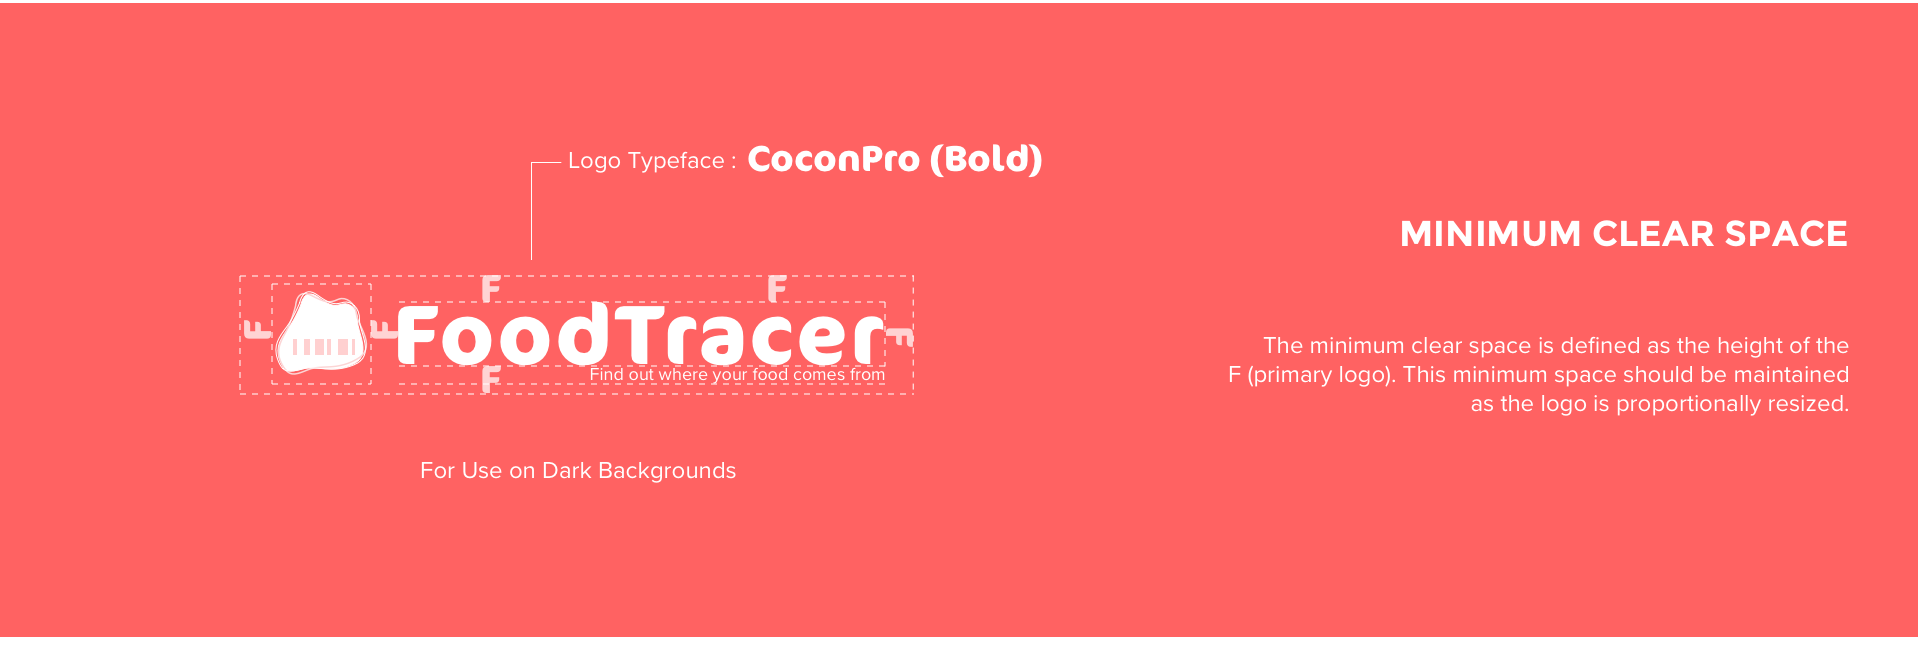 Logo Typeface : CoconPro (Bold)
F F
F F FoodTracer F
F Find out where your food comes from
For Use on Dark Backgrounds
MINIMUM CLEAR SPACE
The minimum clear space is defined as the height of the
F (primary logo). This minimum space should be maintained
as the logo is proportionally resized.